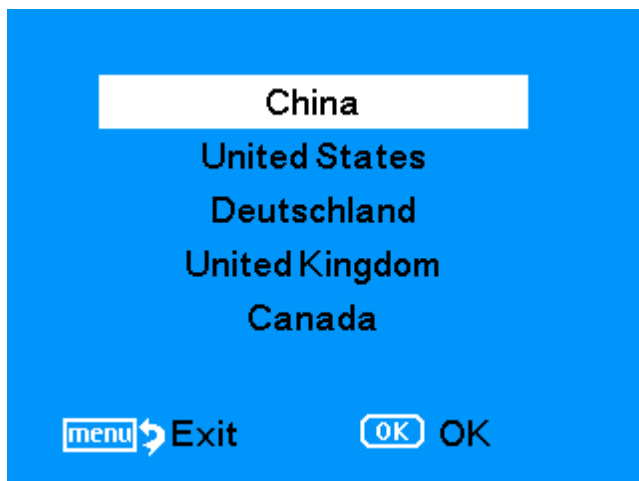 China
United States
Deutschland
United Kingdom
Canada
menu Exit OK OK